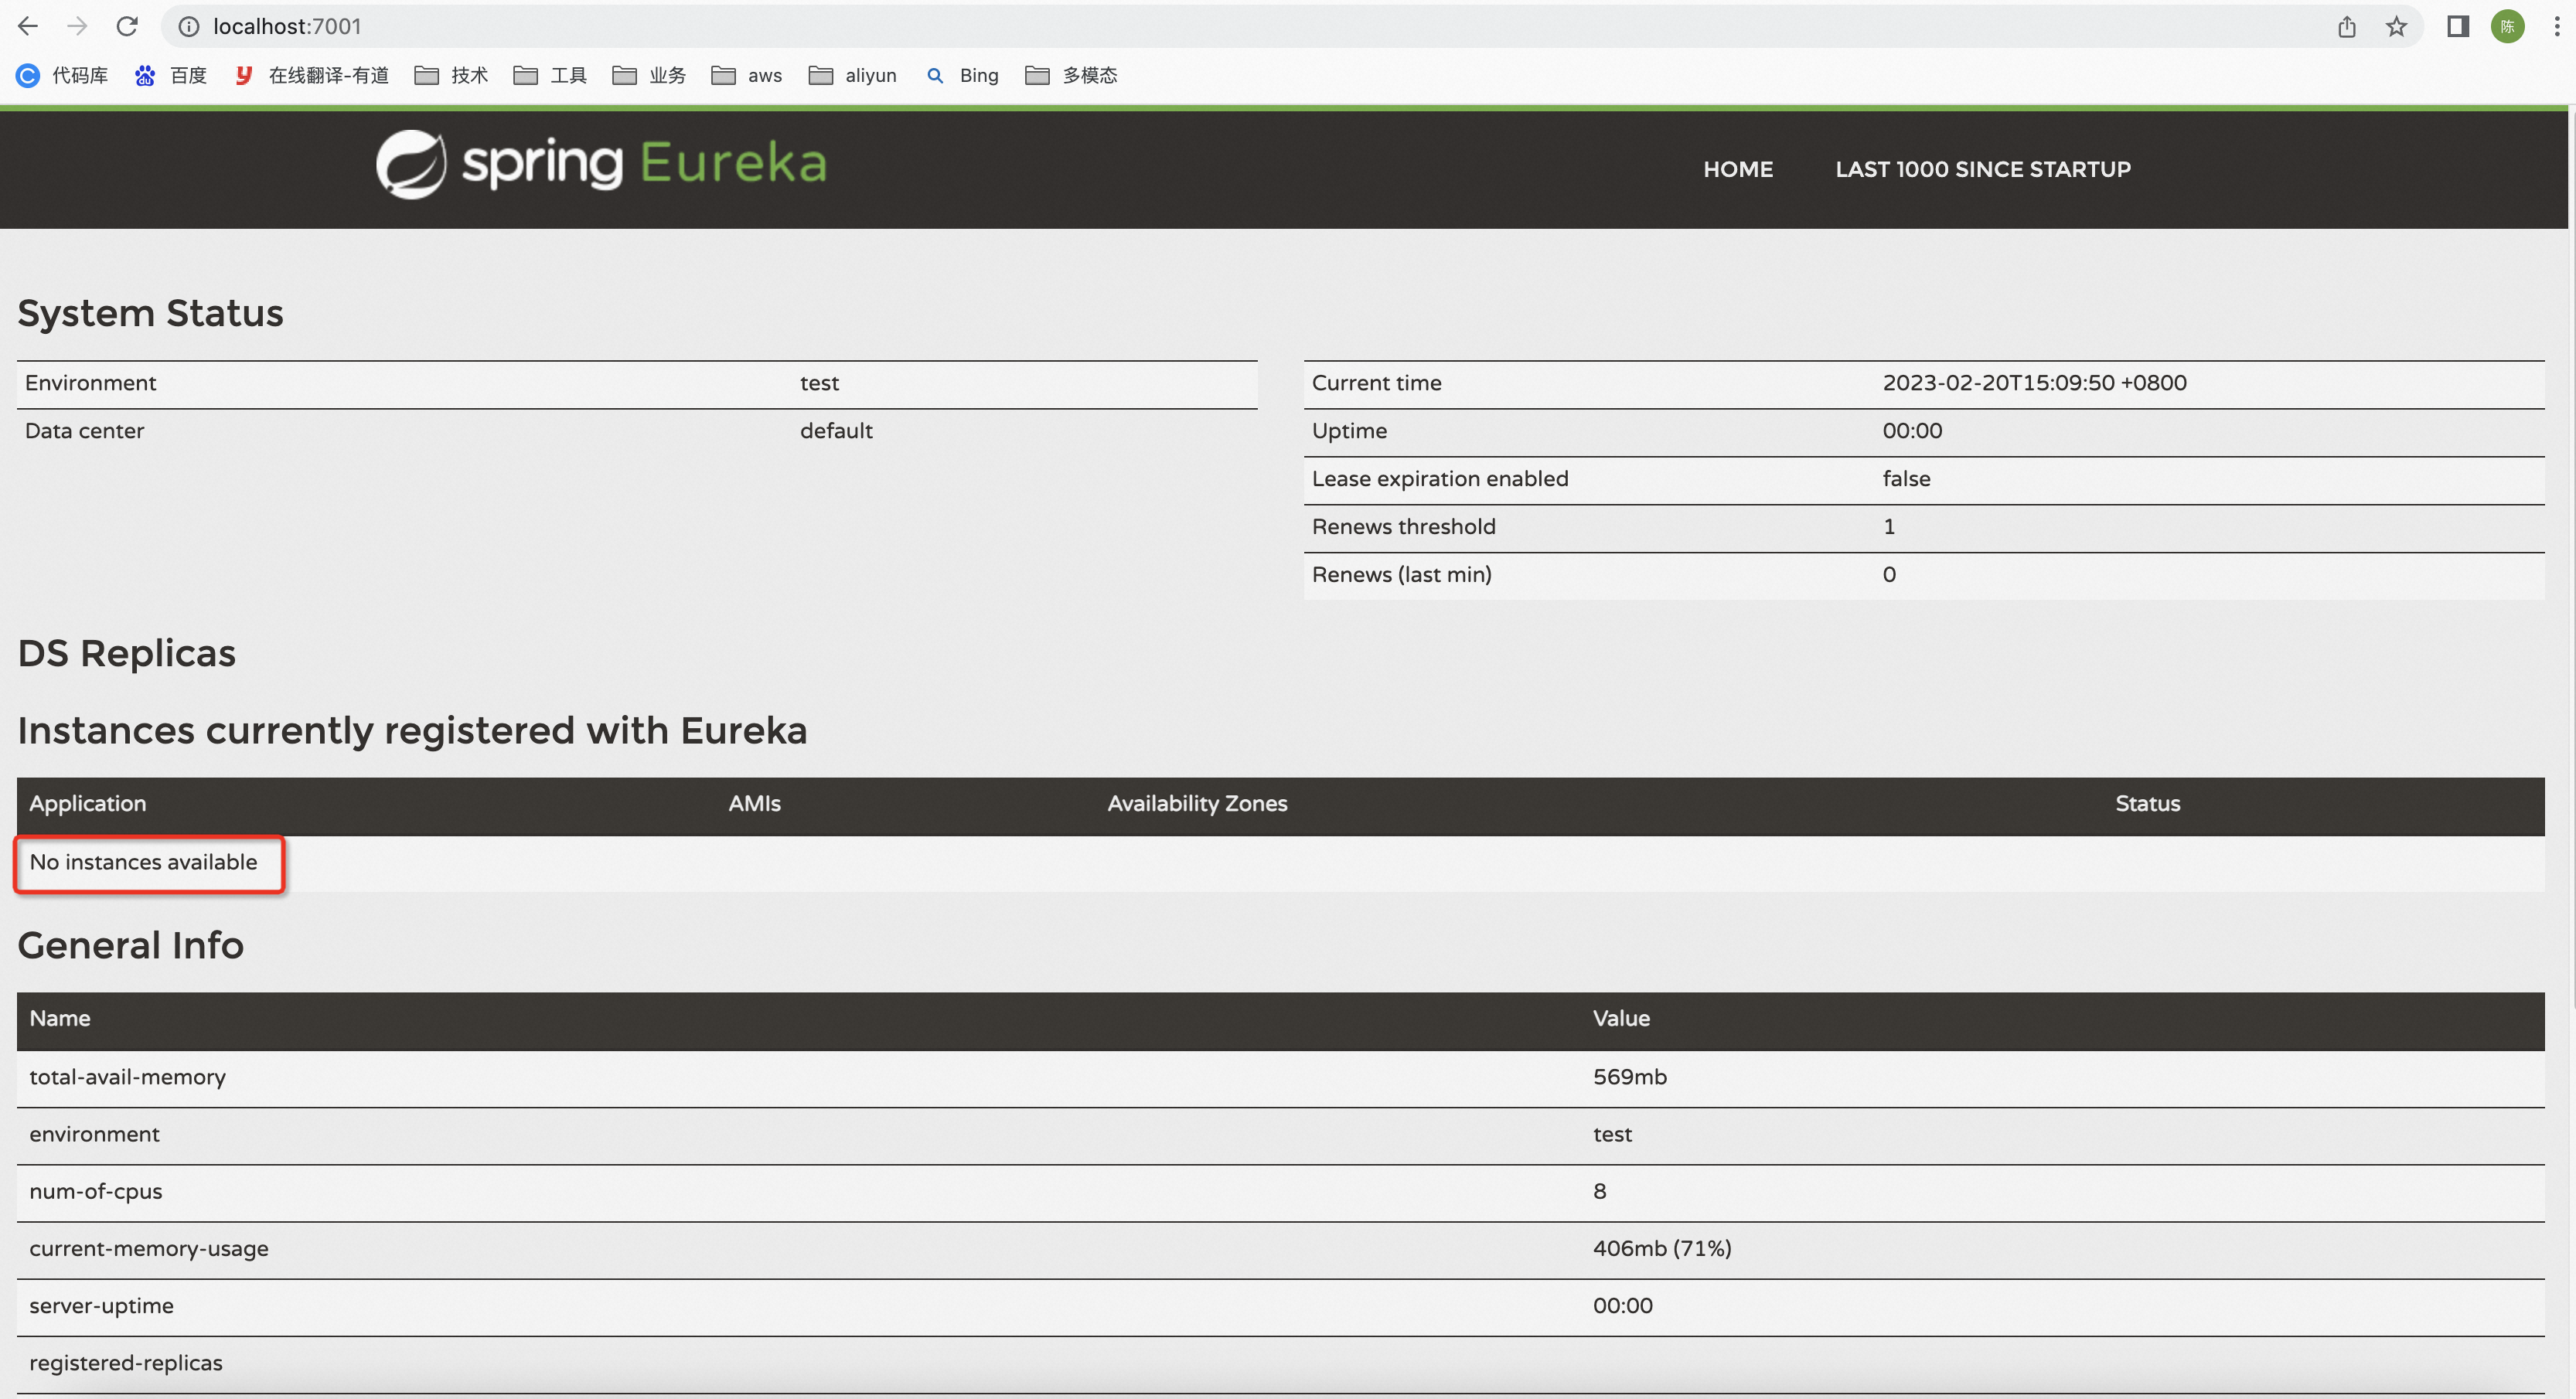 localhost:7001
陈
代码库 百度 在线翻译-有道 技术 工具 业务 aws aliyun Bing 多模态
spring Eureka
HOME LAST 1000 SINCE STARTUP
System Status
Environment test
Data center default
Current time 2023-02-20T15:09:50 +0800
Uptime 00:00
Lease expiration enabled false
Renews threshold 1
Renews (last min) 0
DS Replicas
Instances currently registered with Eureka
Application AMIs Availability Zones Status
No instances available
General Info
Name Value
total-avail-memory 569mb
environment test
num-of-cpus 8
current-memory-usage 406mb (71%)
server-uptime 00:00
registered-replicas